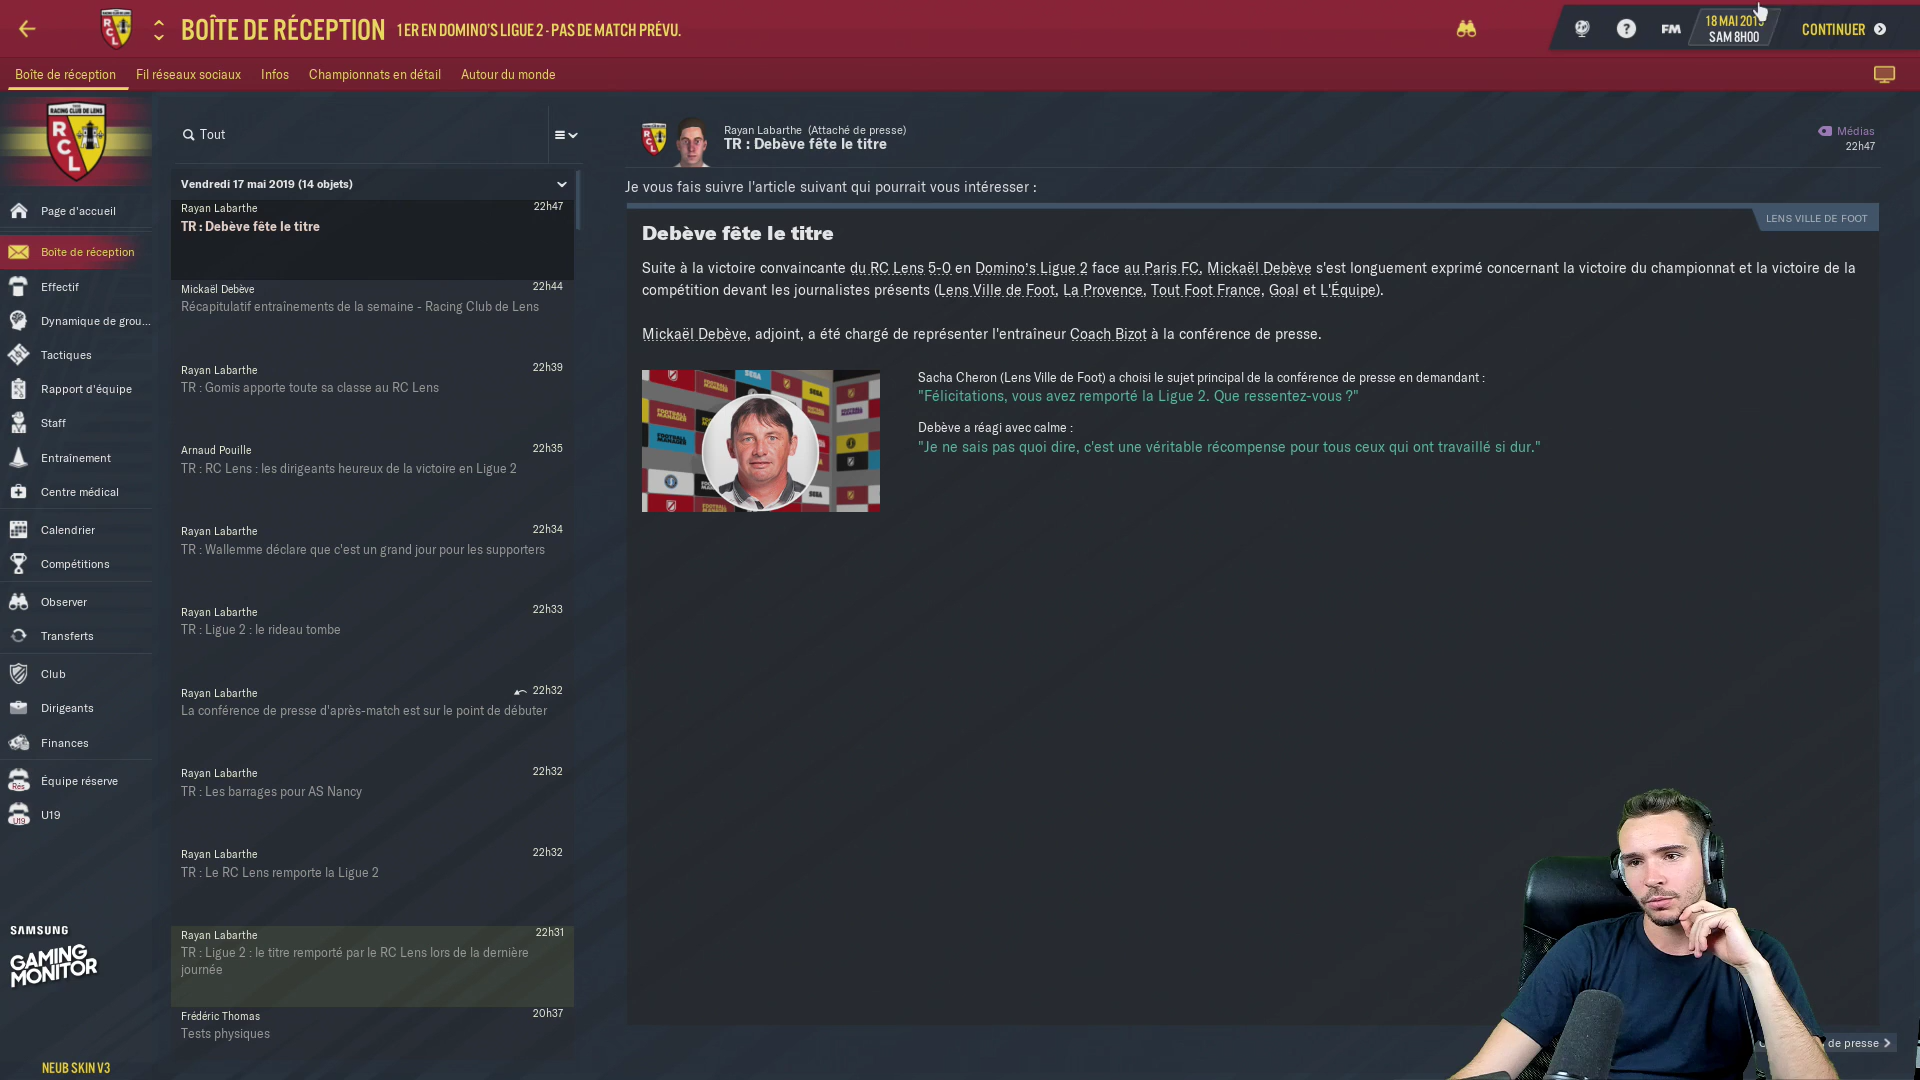 BOÎTE DE RÉCEPTION
1ER EN DOMINO'S LIGUE 2 - PAS DE MATCH PRÉVU.
FM
18 MAI 201
SAM 8H00
CONTINUER
Boîte de réception
Fil réseaux sociaux
Infos
Championnats en détail
Autour du monde
RACING CLUB DE LENS
R
C
L
Page d'accueil
Boîte de réception
Effectif
Dynamique de grou...
Tactiques
Rapport d'équipe
Staff
Entraînement
Centre médical
Calendrier
Compétitions
Observer
Transferts
Club
Dirigeants
Finances
Équipe réserve
U19
SAMSUNG
GAMING
MONITOR
NEUB SKIN V3
Tout
Vendredi 17 mai 2019 (14 objets)
Rayan Labarthe 22h47
TR : Debève fête le titre
Mickaël Debève 22h44
Récapitulatif entraînements de la semaine - Racing Club de Lens
Rayan Labarthe 22h39
TR : Gomis apporte toute sa classe au RC Lens
Arnaud Pouille 22h35
TR : RC Lens : les dirigeants heureux de la victoire en Ligue 2
Rayan Labarthe 22h34
TR : Wallemme déclare que c'est un grand jour pour les supporters
Rayan Labarthe 22h33
TR : Ligue 2 : le rideau tombe
Rayan Labarthe 22h32
La conférence de presse d'après-match est sur le point de débuter
Rayan Labarthe 22h32
TR : Les barrages pour AS Nancy
Rayan Labarthe 22h32
TR : Le RC Lens remporte la Ligue 2
Rayan Labarthe 22h31
TR : Ligue 2 : le titre remporté par le RC Lens lors de la dernière
journée
Frédéric Thomas 20h37
Tests physiques
Rayan Labarthe (Attaché de presse)
TR : Debève fête le titre
Médias
22h47
Je vous fais suivre l'article suivant qui pourrait vous intéresser :
LENS VILLE DE FOOT
Debève fête le titre
Suite à la victoire convaincante du RC Lens 5-0 en Domino's Ligue 2 face au Paris FC, Mickaël Debève s'est longuement exprimé concernant la victoire du championnat et la victoire de la
compétition devant les journalistes présents (Lens Ville de Foot, La Provence, Tout Foot France, Goal et L'Équipe).
Mickaël Debève, adjoint, a été chargé de représenter l'entraîneur Coach Bizot à la conférence de presse.
Sacha Cheron (Lens Ville de Foot) a choisi le sujet principal de la conférence de presse en demandant :
"Félicitations, vous avez remporté la Ligue 2. Que ressentez-vous ?"
Debève a réagi avec calme :
"Je ne sais pas quoi dire, c'est une véritable récompense pour tous ceux qui ont travaillé si dur."
de presse